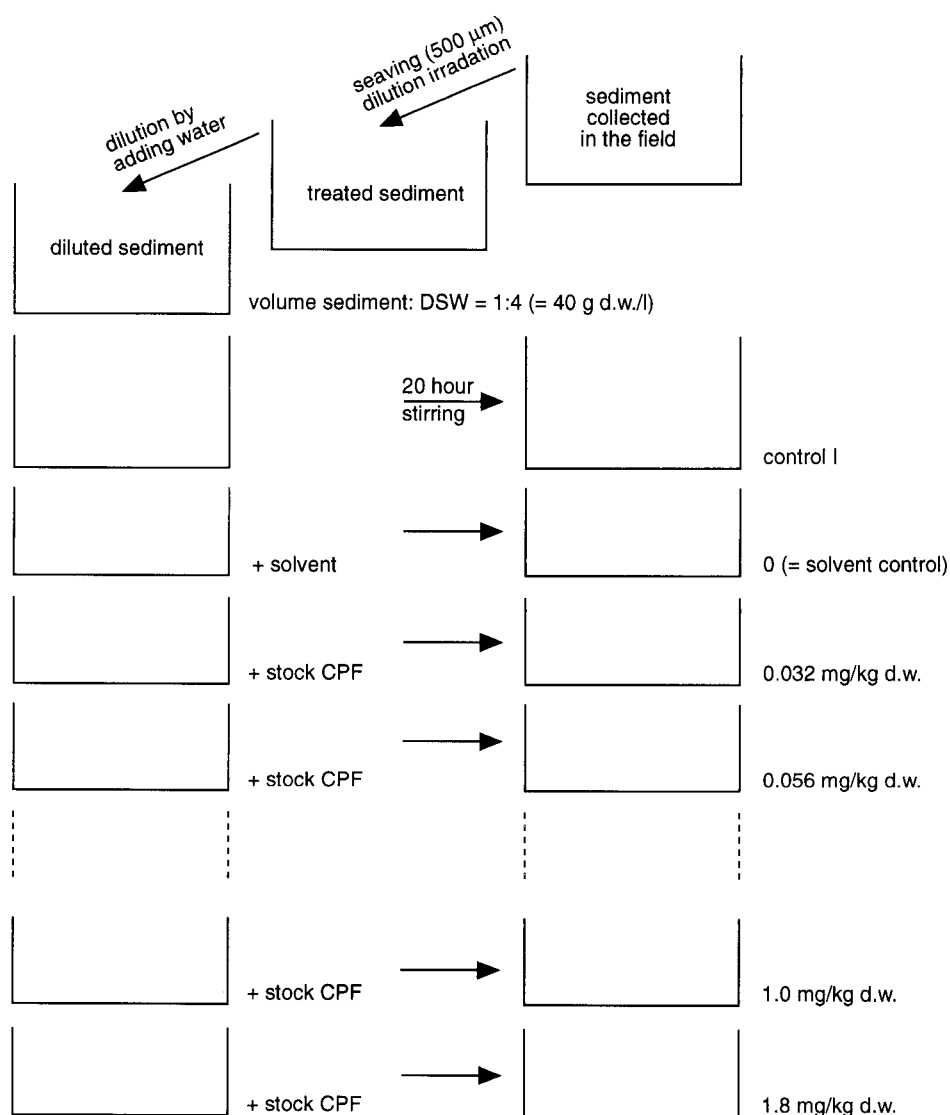 seaving (500 µm)
dilution irradation
sediment
collected
in the field
dilution by
adding water
treated sediment
diluted sediment
volume sediment: DSW = 1:4 (= 40 g d.w./l)
20 hour
stirring
control I
+ solvent
0 (= solvent control)
+ stock CPF
0.032 mg/kg d.w.
+ stock CPF
0.056 mg/kg d.w.
+ stock CPF
1.0 mg/kg d.w.
+ stock CPF
1.8 mg/kg d.w.